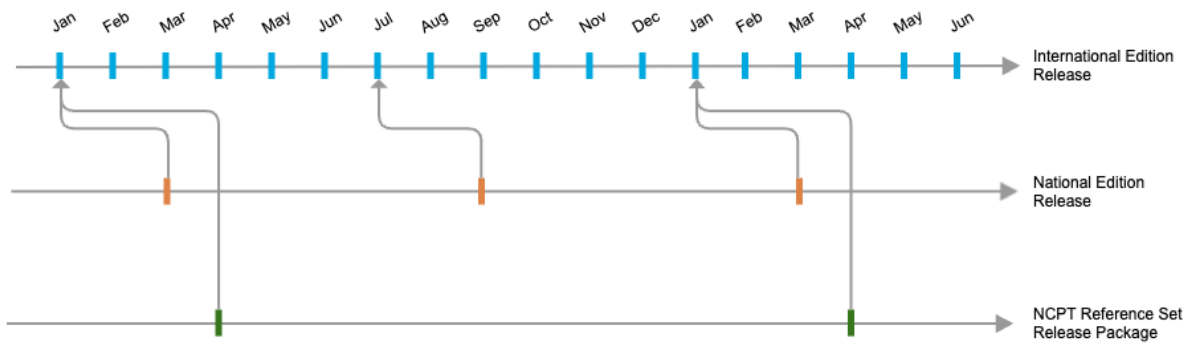 Jan Feb Mar Apr May Jun Jul Aug Sep Oct Nov Dec Jan Feb Mar Apr May Jun
International Edition
Release
National Edition
Release
NCPT Reference Set
Release Package